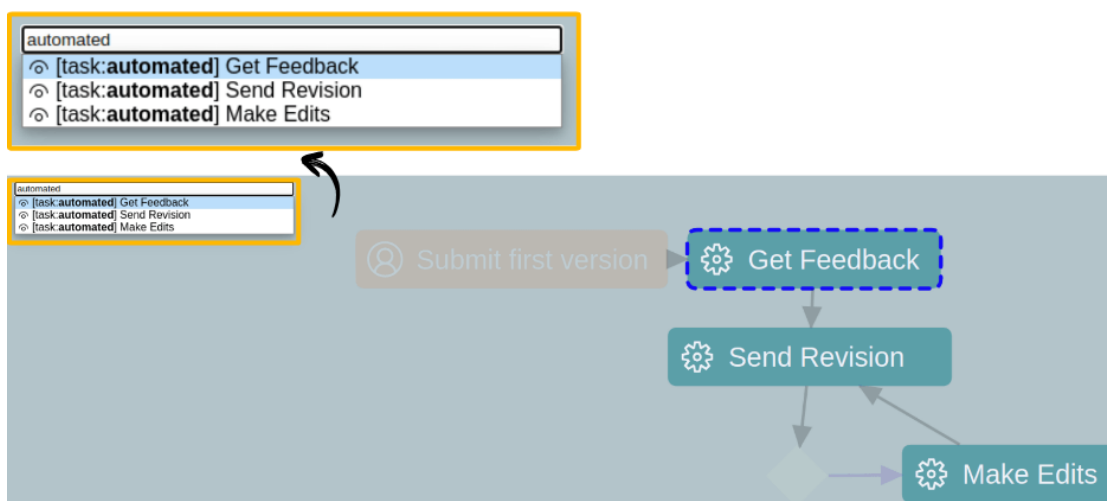 automated
[task:automated] Get Feedback
[task:automated] Send Revision
[task:automated] Make Edits
automated
[task:automated] Get Feedback
[task:automated] Send Revision
[task:automated] Make Edits
Submit first version
Get Feedback
Send Revision
Make Edits